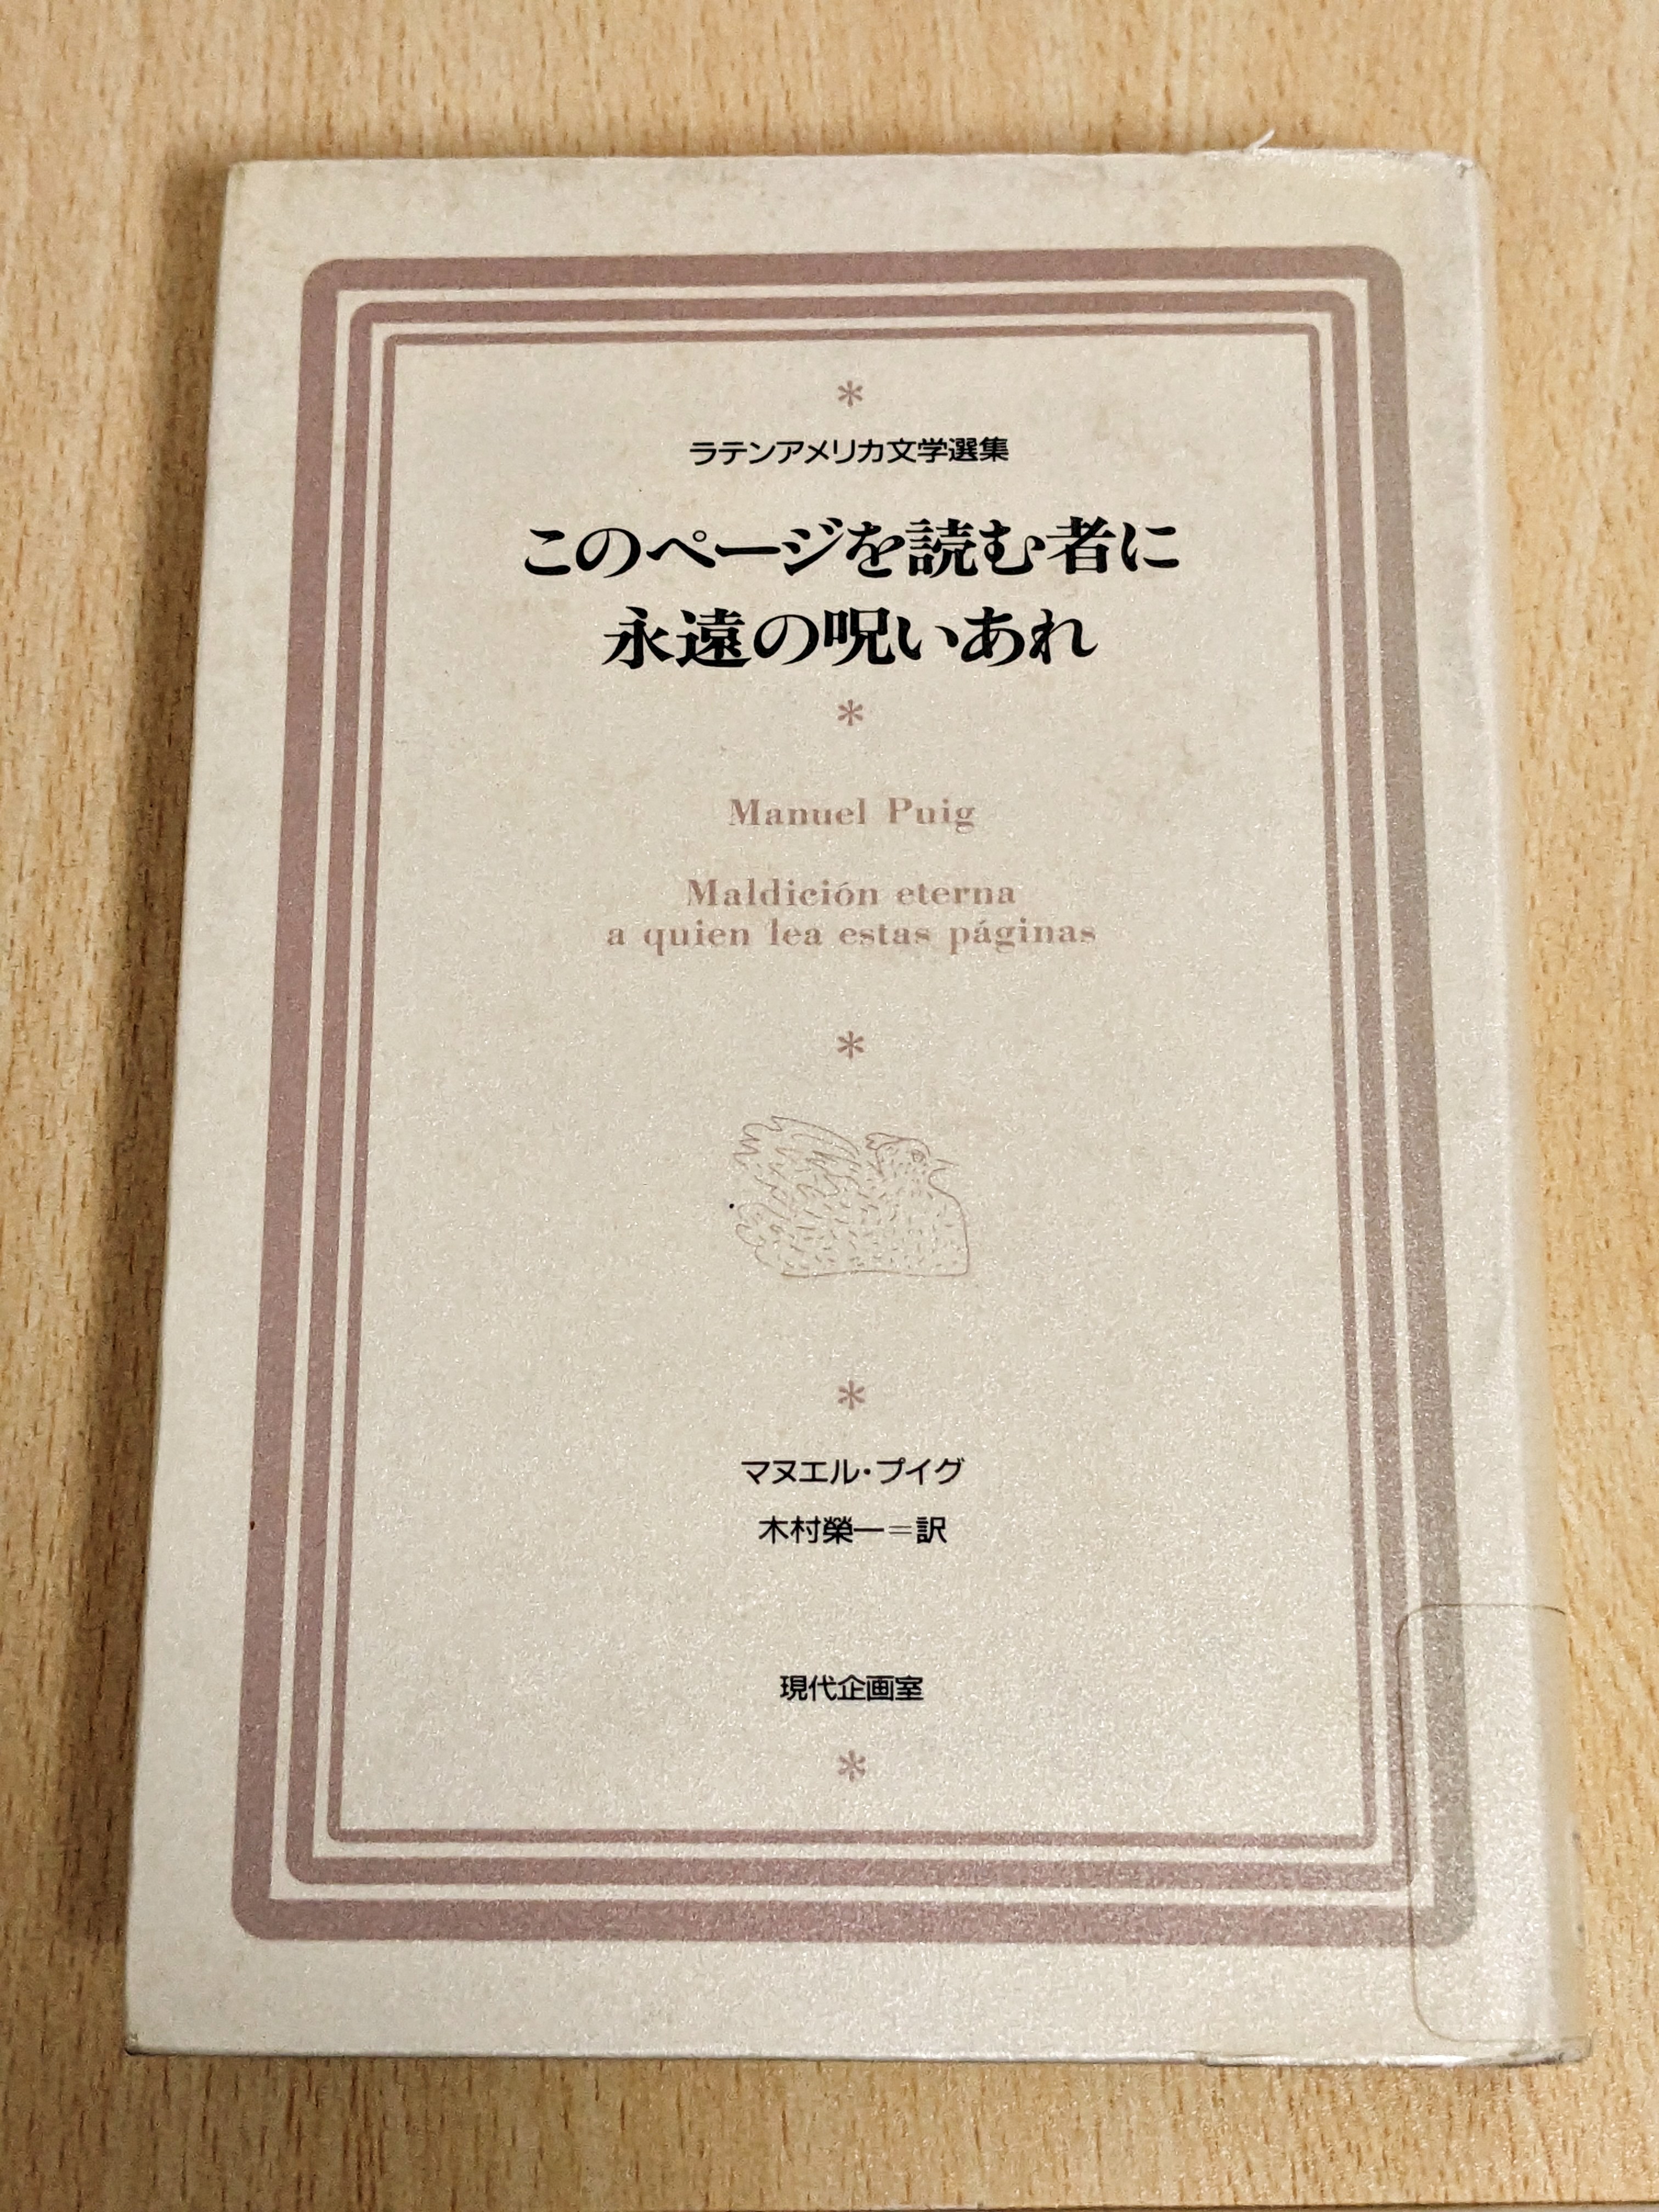 ラテンアメリカ文学選集
このページを読む者に
永遠の呪いあれ
Manuel Puig
Maldición eterna
a quien lea estas páginas
マヌエル・プイグ
木村榮一＝訳
現代企画室